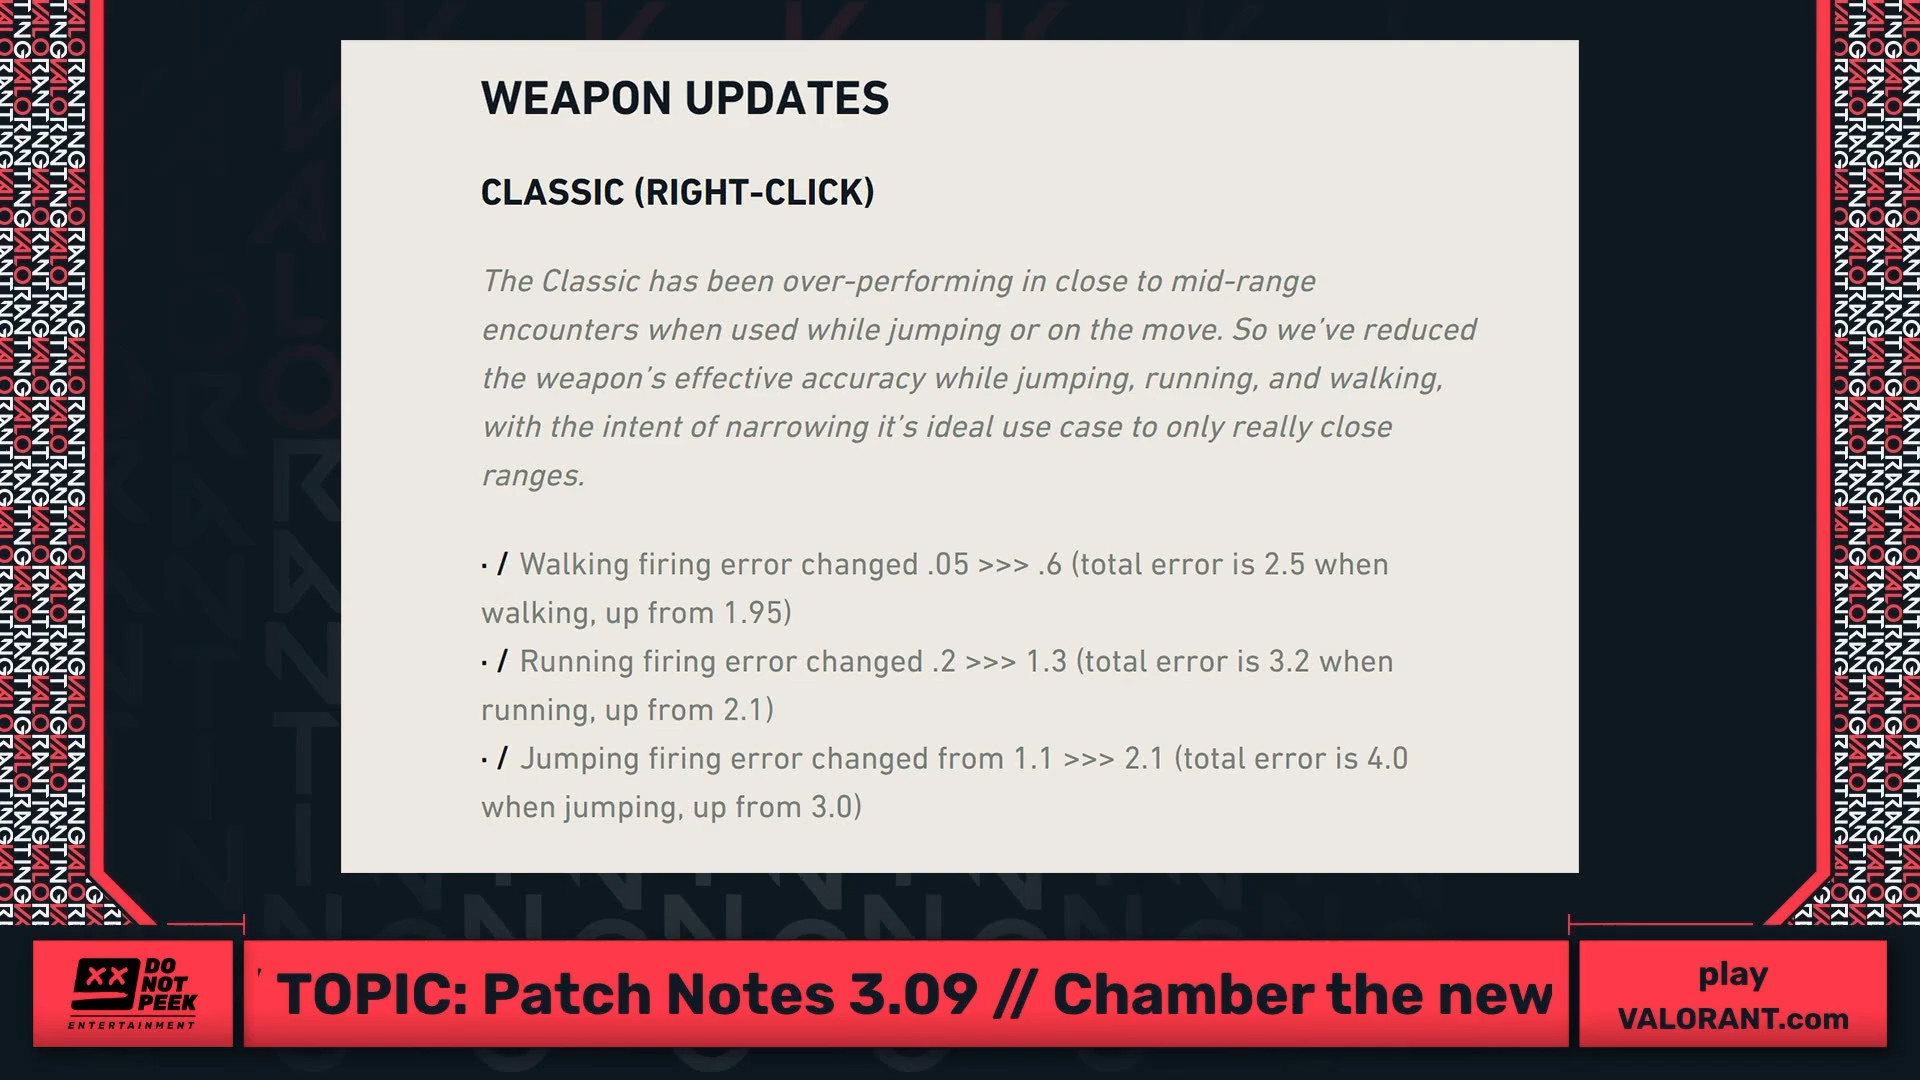 WEAPON UPDATES
CLASSIC (RIGHT-CLICK)
The Classic has been over-performing in close to mid-range
encounters when used while jumping or on the move. So we’ve reduced
the weapon’s effective accuracy while jumping, running, and walking,
with the intent of narrowing it’s ideal use case to only really close
ranges.
· / Walking firing error changed .05 >>> .6 (total error is 2.5 when
walking, up from 1.95)
· / Running firing error changed .2 >>> 1.3 (total error is 3.2 when
running, up from 2.1)
· / Jumping firing error changed from 1.1 >>> 2.1 (total error is 4.0
when jumping, up from 3.0)
DO
NOT
PEEK
ENTERTAINMENT
TOPIC: Patch Notes 3.09 // Chamber the new
play
VALORANT.com
VALORANTING